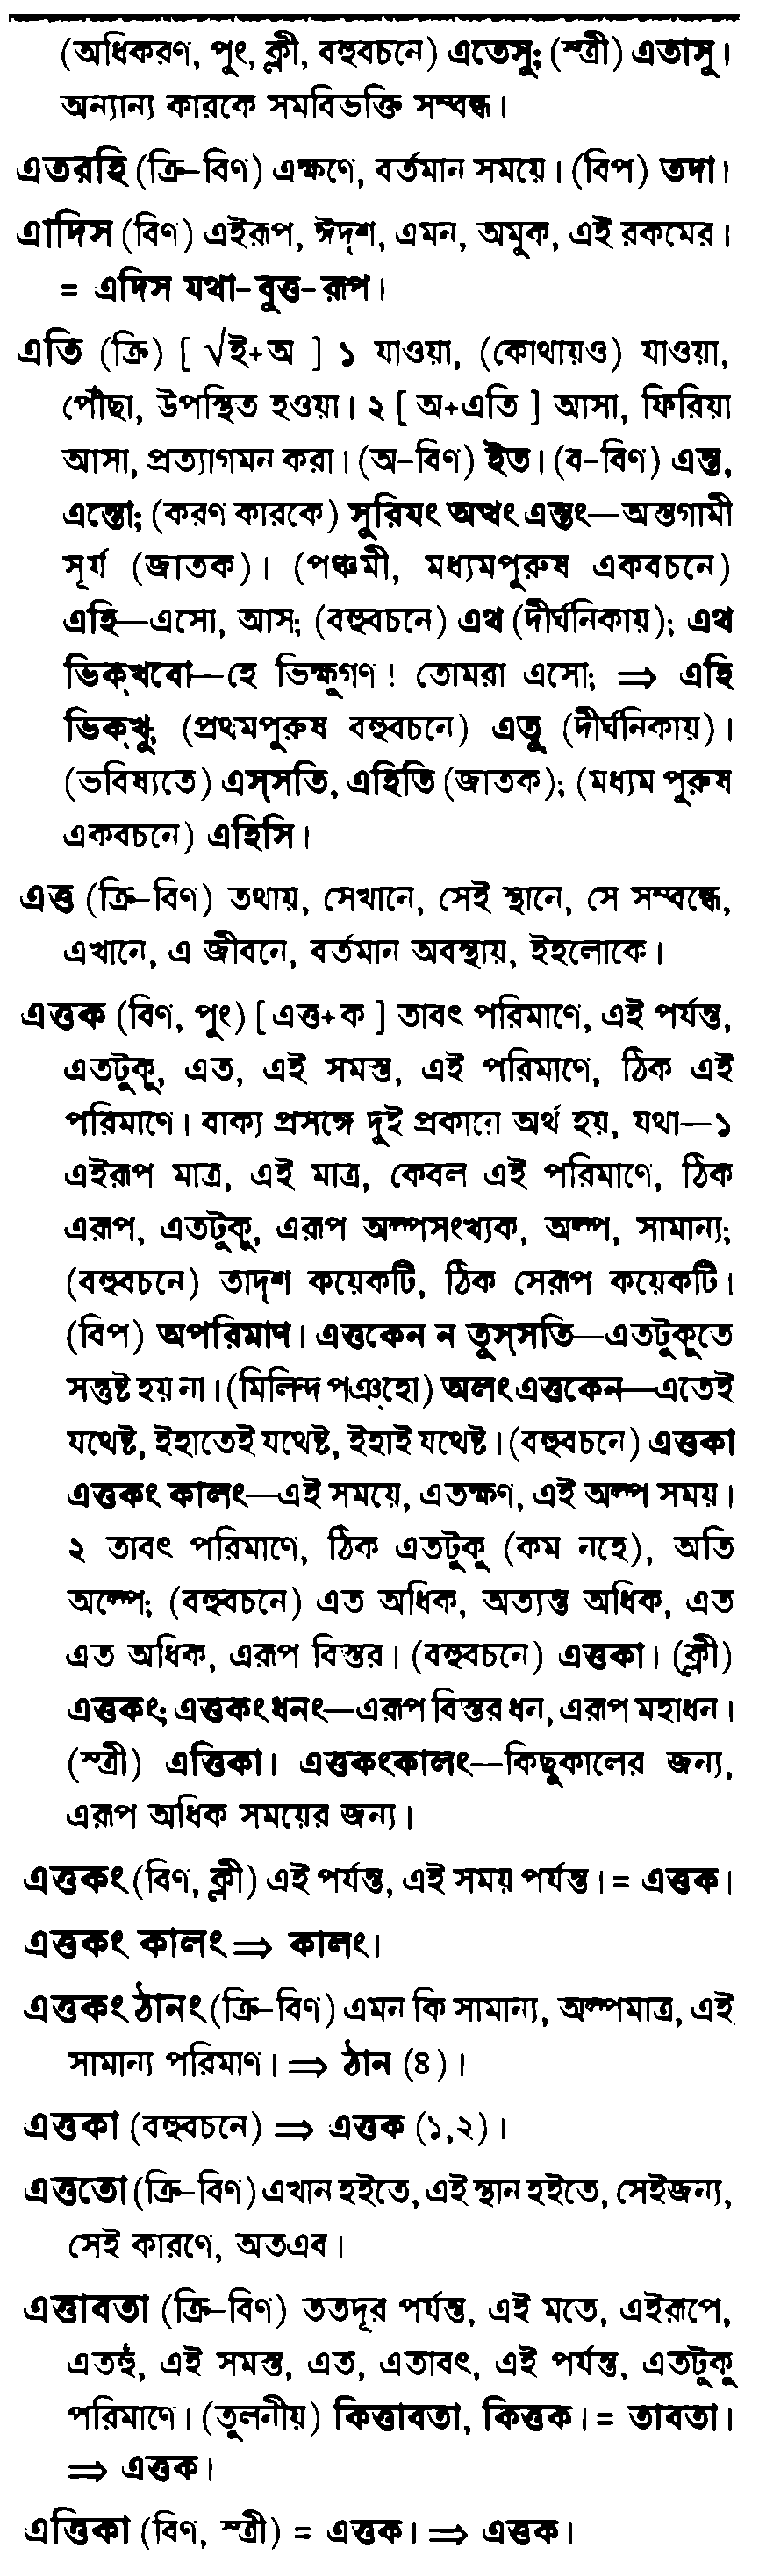 (অধিকরণ, পুং, ক্লী, বহুবচনে) এতেসু; (স্ত্রী) এতাসু।
অন্যান্য কারকে সমবিভক্তি সম্বন্ধ।
এতরহি (ক্রি-বিণ) এক্ষণে, বর্তমান সময়ে। (বিপ) তদা।
এাদিস (বিণ) এইরূপ, ঈদৃশ, এমন, অমুক, এই রকমের।
= এদিস যথা-বুত্ত-রূপ।
এতি (ক্রি) [ √ই+অ ] ১ যাওয়া, (কোথায়ও) যাওয়া,
পৌঁছা, উপস্থিত হওয়া। ২ [ অ+এতি ] আসা, ফিরিয়া
আসা, প্রত্যাগমন করা। (অ-বিণ) ইত। (ব-বিণ) এন্ত,
এন্তো; (করণ কারকে) সুরিমং অত্থং এন্তং—অস্তগামী
সূর্য (জাতক)। (পঞ্চমী, মধ্যমপুরুষ একবচনে)
এহি—এসো, আস; (বহুবচনে) এথ (দীর্ঘনিকায়); এথ
ভিক্‌খবো—হে ভিক্ষুগণ! তোমরা এসো; ⇒ এহি
ভিক্‌খু, (প্রথমপুরুষ বহুবচনে) এতু (দীর্ঘনিকায়)।
(ভবিষ্যতে) এস্‌সতি, এহিতি (জাতক); (মধ্যম পুরুষ
একবচনে) এহিসি।
এত্ত (ক্রি-বিণ) তথায়, সেখানে, সেই স্থানে, সে সম্বন্ধে,
এখানে, এ জীবনে, বর্তমান অবস্থায়, ইহলোকে।
এত্তক (বিণ, পুং) [ এত্ত+ক ] তাবৎ পরিমাণে, এই পর্যন্ত,
এতটুকু, এত, এই সমস্ত, এই পরিমাণে, ঠিক এই
পরিমাণে। বাক্য প্রসঙ্গে দুই প্রকারে অর্থ হয়, যথা—১
এইরূপ মাত্র, এই মাত্র, কেবল এই পরিমাণে, ঠিক
এরূপ, এতটুকু, এরূপ অল্পসংখ্যক, অল্প, সামান্য;
(বহুবচনে) তাদৃশ কয়েকটি, ঠিক সেরূপ কয়েকটি।
(বিপ) অপরিমাণ। এত্তকেন ন তুস্‌সতি—এতটুকুতে
সন্তুষ্ট হয় না। (মিলিন্দ পঞ্‌হো) অলং এত্তকেন—এতেই
যথেষ্ট, ইহাতেই যথেষ্ট, ইহাই যথেষ্ট। (বহুবচনে) এত্তকা
এত্তকং কালং—এই সময়ে, এতক্ষণ, এই অল্প সময়।
২ তাবৎ পরিমাণে, ঠিক এতটুকু (কম নহে), অতি
অল্পে; (বহুবচনে) এত অধিক, অত্যন্ত অধিক, এত
এত অধিক, এরূপ বিস্তর। (বহুবচনে) এত্তকা। (ক্লী)
এত্তকং; এত্তকং ধনং—এরূপ বিস্তর ধন, এরূপ মহাধন।
(স্ত্রী) এত্তিকা। এত্তকংকালং—কিছুকালের জন্য,
এরূপ অধিক সময়ের জন্য।
এত্তকং (বিণ, ক্লী) এই পর্যন্ত, এই সময় পর্যন্ত। = এত্তক।
এত্তকং কালং ⇒ কালং।
এত্তকং ঠানং (ক্রি-বিণ) এমন কি সামান্য, অল্পমাত্র, এই
সামান্য পরিমাণ। ⇒ ঠান (৪)।
এত্তকা (বহুবচনে) ⇒ এত্তক (১,২)।
এত্ততো (ক্রি-বিণ) এখান হইতে, এই স্থান হইতে, সেইজন্য,
সেই কারণে, অতএব।
এত্তাবতা (ক্রি-বিণ) ততদূর পর্যন্ত, এই মতে, এইরূপে,
এতহুঁ, এই সমস্ত, এত, এতাবৎ, এই পর্যন্ত, এতটুকু
পরিমাণে। (তুলনীয়) কিত্তাবতা, কিত্তক। = তাবতা।
⇒ এত্তক।
এত্তিকা (বিণ, স্ত্রী) = এত্তক। ⇒ এত্তক।